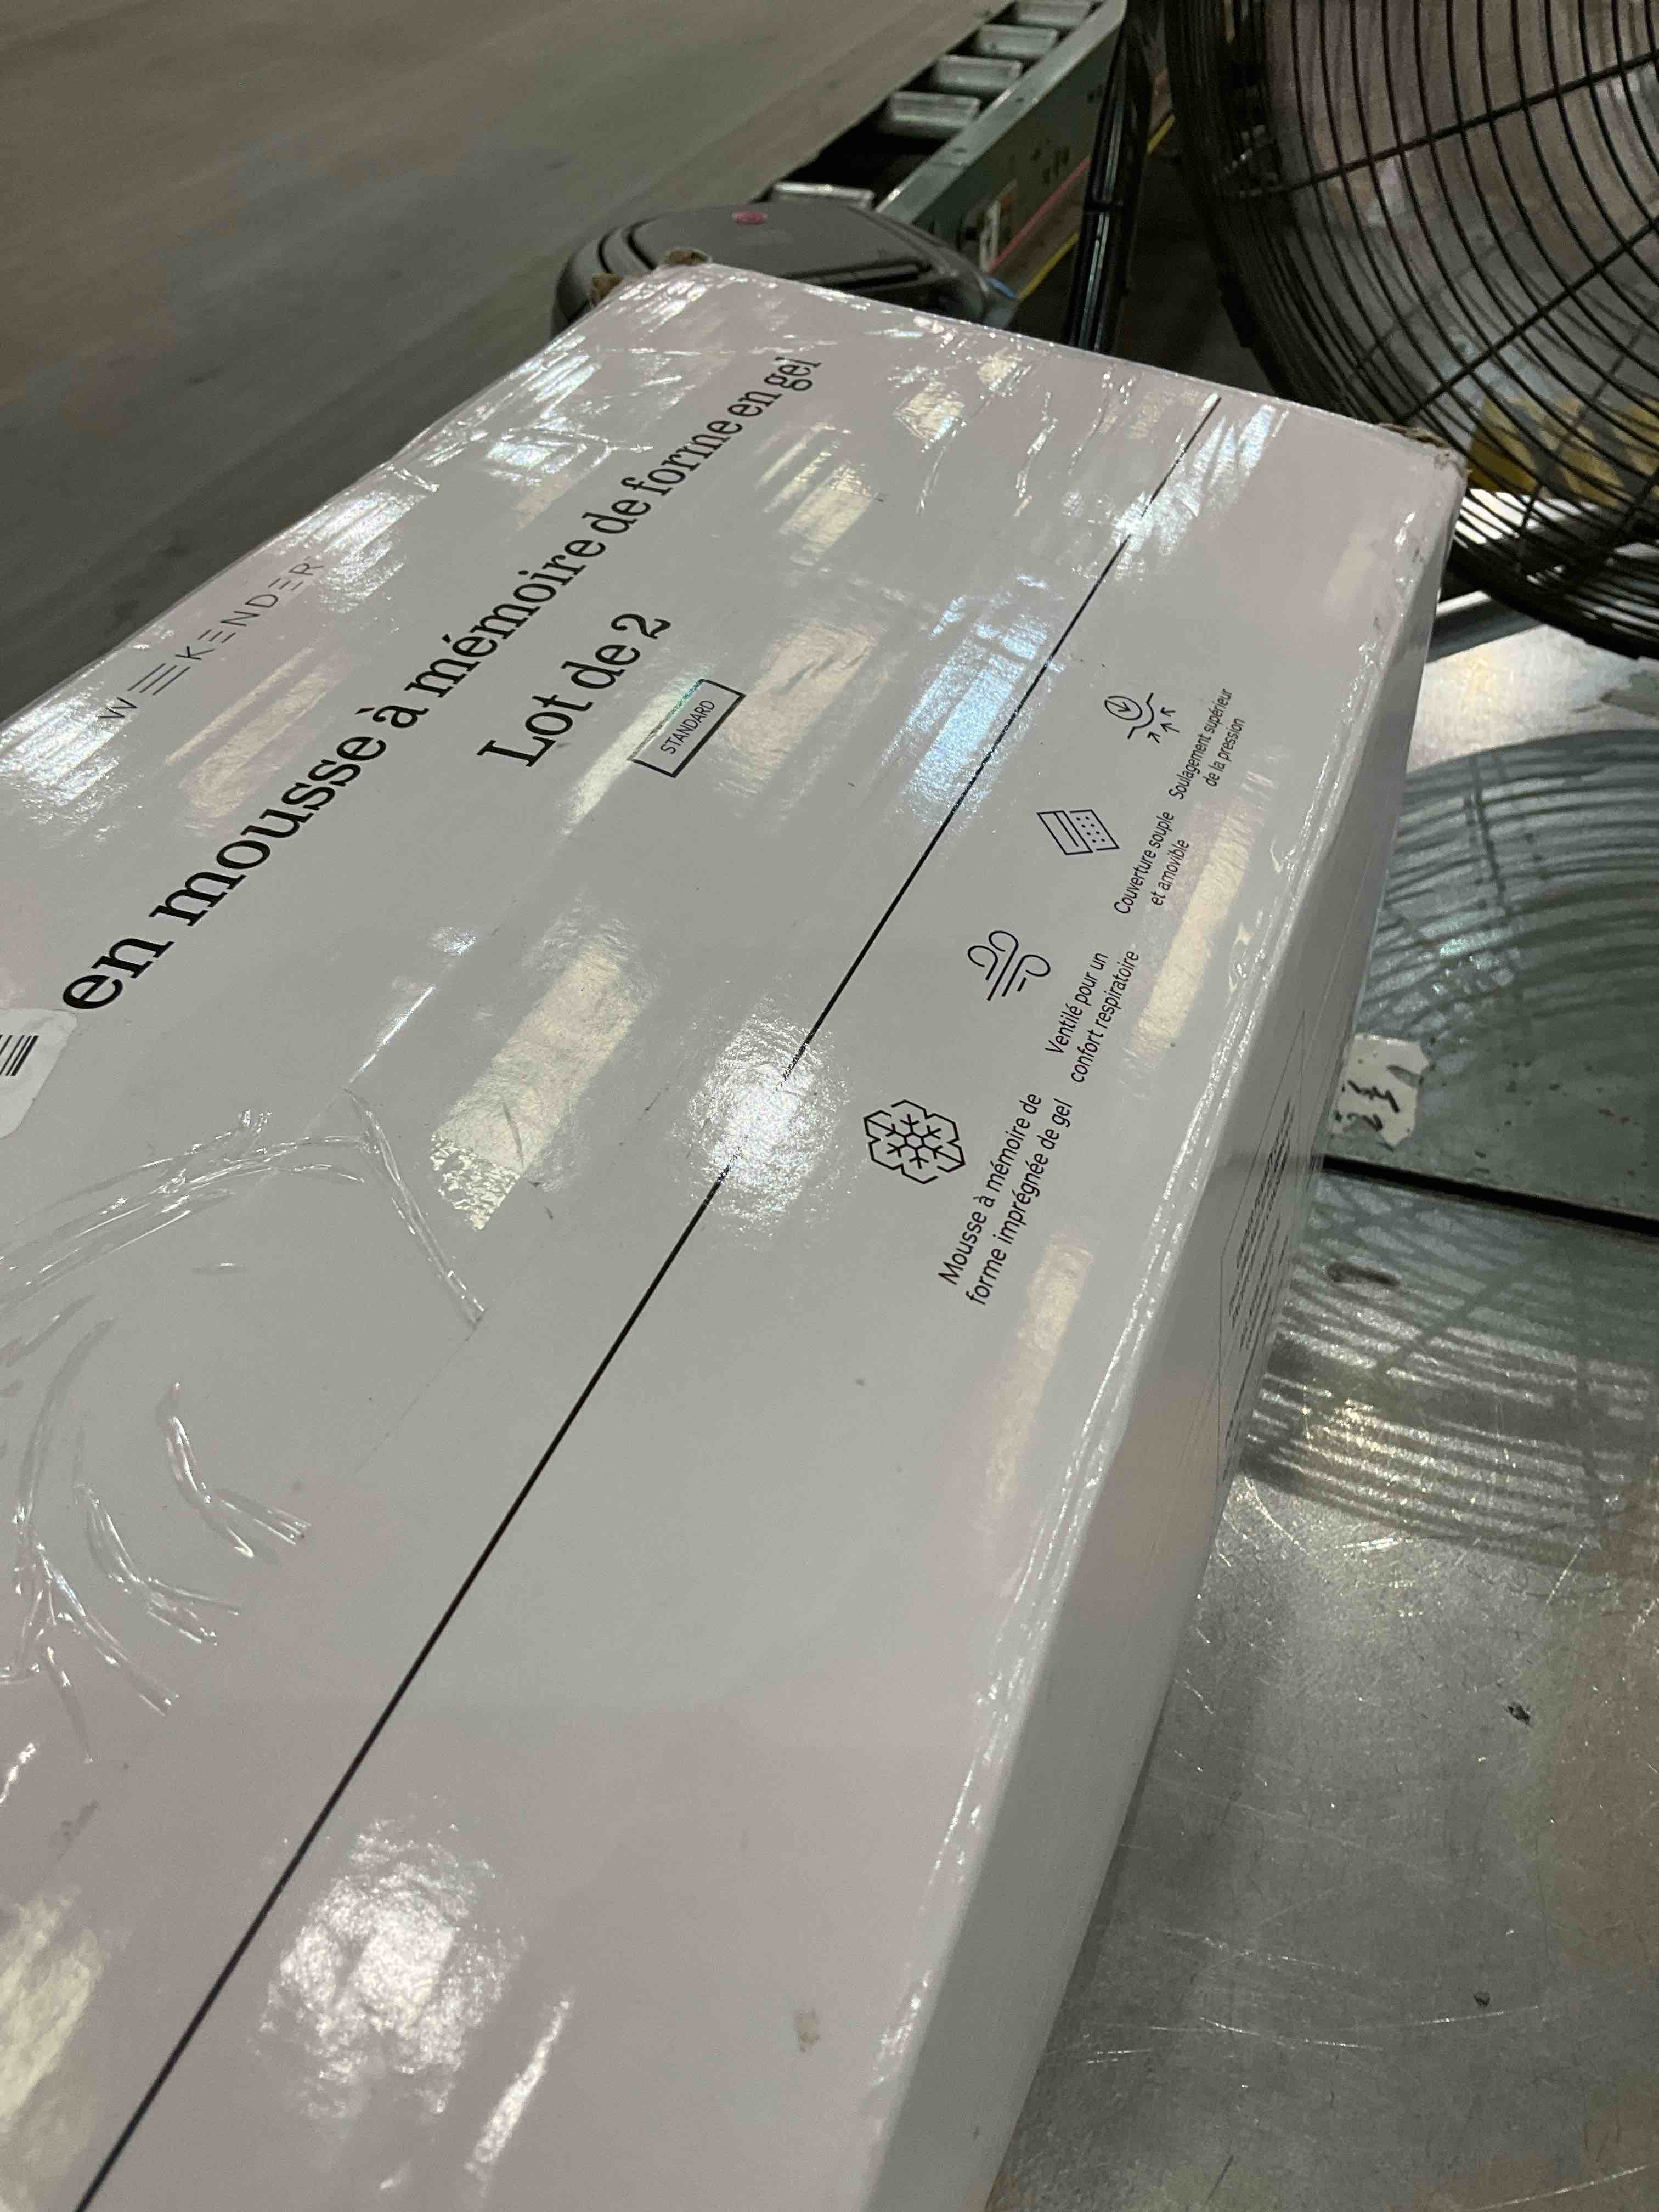 WEEKENDER
en mousse à mémoire de forme en gel
Lot de 2
STANDARD
Mousse à mémoire de
forme imprégnée de gel
Ventilé pour un
confort respiratoire
Couverture souple
et amovible
Soulagement supérieur
de la pression